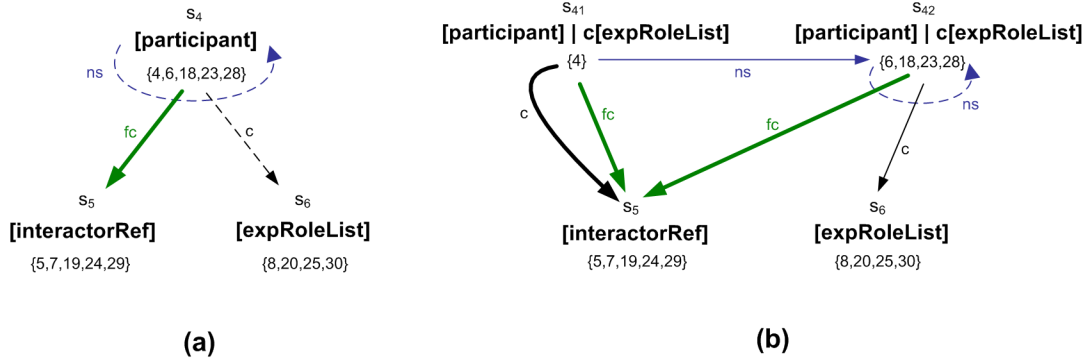 s4
[participant]
ns
{4,6,18,23,28}
fc
c
s5
s6
[interactorRef]
[expRoleList]
{5,7,19,24,29}
{8,20,25,30}
(a)
s41
s42
[participant] | c[expRoleList]
[participant] | c[expRoleList]
{4}
ns
{6,18,23,28}
ns
c
fc
fc
c
s5
s6
[interactorRef]
[expRoleList]
{5,7,19,24,29}
{8,20,25,30}
(b)